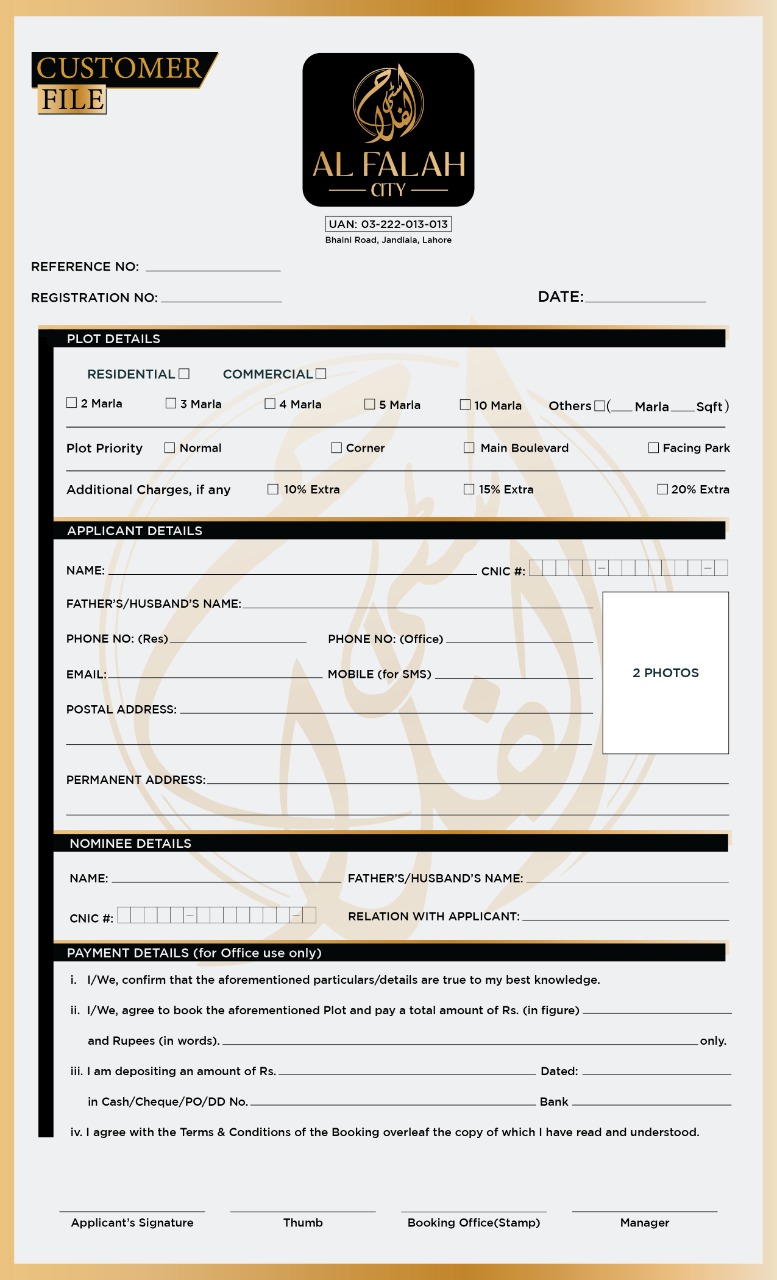 CUSTOMER
FILE
الفلاح سٹی
AL FALAH
CITY
UAN: 03-222-013-013
Bhaini Road, Jandiala, Lahore
REFERENCE NO:
REGISTRATION NO:
DATE:
PLOT DETAILS
RESIDENTIAL COMMERCIAL
2 Marla 3 Marla 4 Marla 5 Marla 10 Marla Others (___ Marla ___ Sqft)
Plot Priority Normal Corner Main Boulevard Facing Park
Additional Charges, if any 10% Extra 15% Extra 20% Extra
APPLICANT DETAILS
NAME: CNIC #: – –
FATHER'S/HUSBAND'S NAME:
PHONE NO: (Res) PHONE NO: (Office)
EMAIL: MOBILE (for SMS)
2 PHOTOS
POSTAL ADDRESS:
PERMANENT ADDRESS:
NOMINEE DETAILS
NAME: FATHER'S/HUSBAND'S NAME:
CNIC #: – – RELATION WITH APPLICANT:
PAYMENT DETAILS (for Office use only)
i. I/We, confirm that the aforementioned particulars/details are true to my best knowledge.
ii. I/We, agree to book the aforementioned Plot and pay a total amount of Rs. (in figure)
and Rupees (in words). only.
iii. I am depositing an amount of Rs. Dated:
in Cash/Cheque/PO/DD No. Bank
iv. I agree with the Terms & Conditions of the Booking overleaf the copy of which I have read and understood.
Applicant's Signature Thumb Booking Office(Stamp) Manager